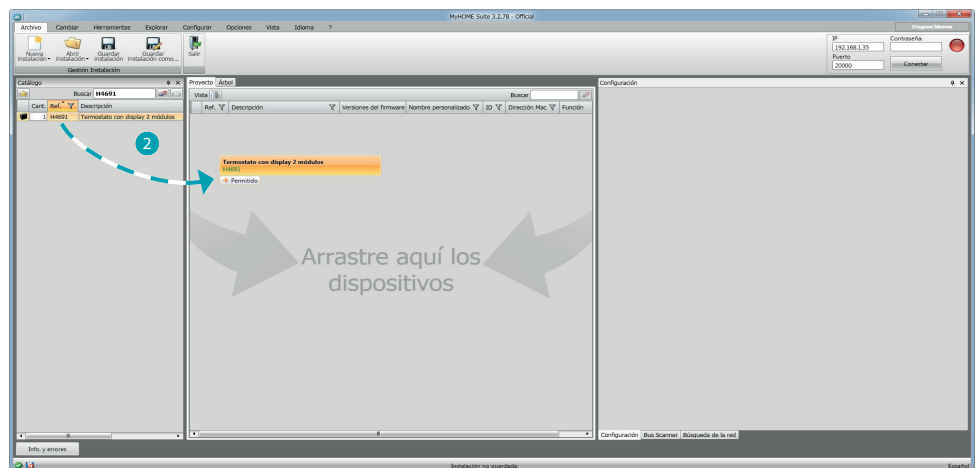 MyHOME Suite 3.2.78 - Official
Archivo Cambiar Herramientas Explorar Configurar Opciones Vista Idioma ?
Nueva instalación
Abrir instalación
Guardar instalación
Guardar instalación como...
Salir
Gestión Instalación
IP
192.168.1.35
Contraseña
Puerto
20000
Conectar
Catálogo
Buscar H4691
Cant. Ref. Descripción
1 H4691 Termostato con display 2 módulos
2
Proyecto Árbol
Vista Buscar
Ref. Descripción Versiones del firmware Nombre personalizado ID Dirección Mac Función
Termostato con display 2 módulos
H4691
Permitido
Arrastre aquí los
dispositivos
Configuración
Configuración Bus Scanner Búsqueda de la red
Info. y errores
Instalación no guardada.
Español